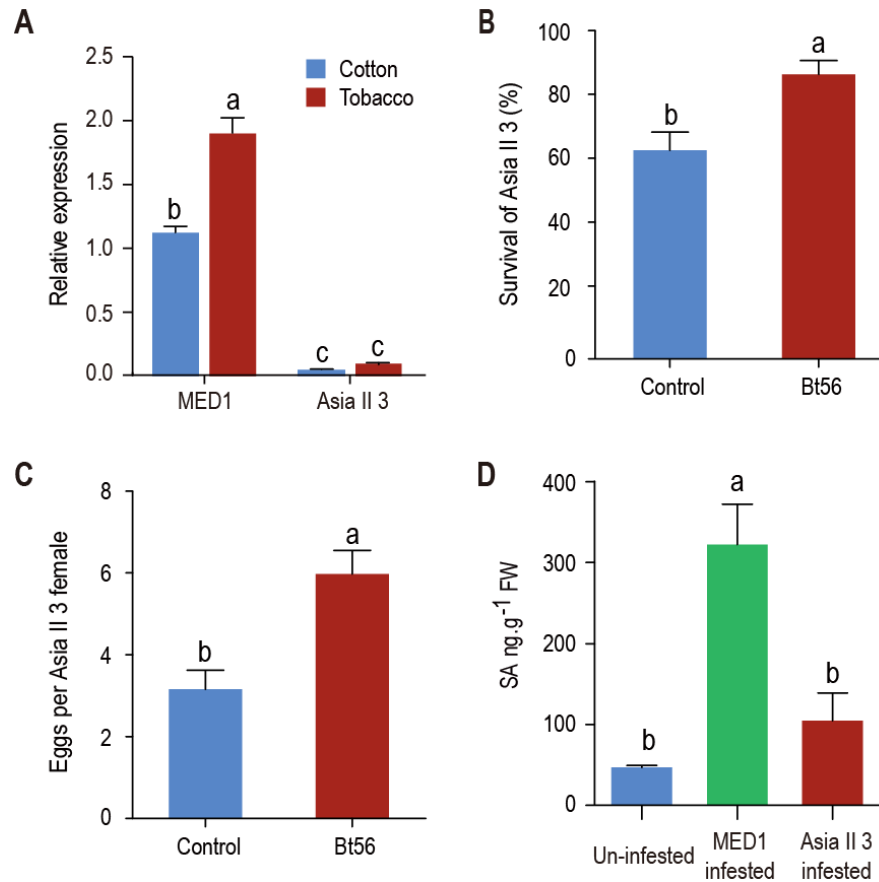 A
Relative expression
2.5
2.0
1.5
1.0
0.5
0.0
Cotton
Tobacco
b
a
c
c
MED1
Asia II 3
B
Survival of Asia II 3 (%)
100
80
60
40
20
0
b
a
Control
Bt56
C
Eggs per Asia II 3 female
8
6
4
2
0
b
a
Control
Bt56
D
SA ng.g-1 FW
400
300
200
100
0
b
a
b
Un-infested
MED1
infested
Asia II 3
infested